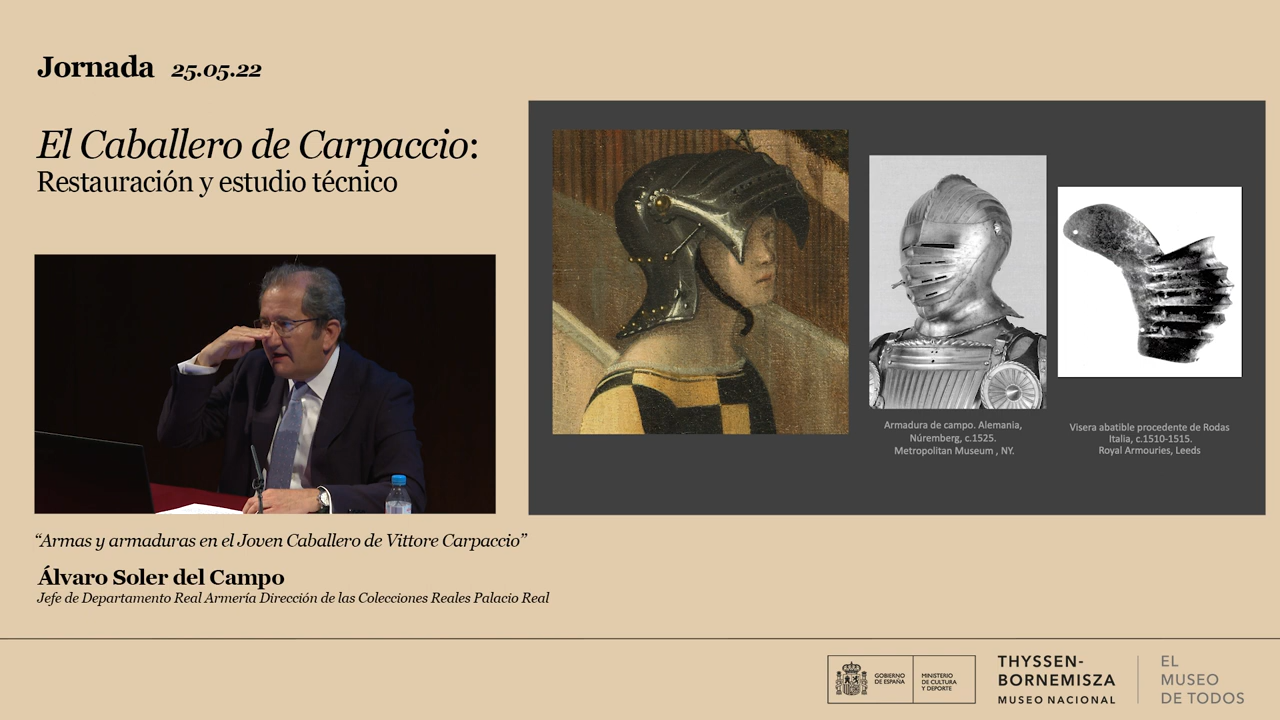 Jornada 25.05.22
El Caballero de Carpaccio:
Restauración y estudio técnico
Armadura de campo. Alemania,
Núremberg, c.1525.
Metropolitan Museum , NY.
Visera abatible procedente de Rodas
Italia, c.1510-1515.
Royal Armouries, Leeds
“Armas y armaduras en el Joven Caballero de Vittore Carpaccio”
Álvaro Soler del Campo
Jefe de Departamento Real Armería Dirección de las Colecciones Reales Palacio Real
GOBIERNO
DE ESPAÑA
MINISTERIO
DE CULTURA
Y DEPORTE
THYSSEN-
BORNEMISZA
MUSEO NACIONAL
EL
MUSEO
DE TODOS